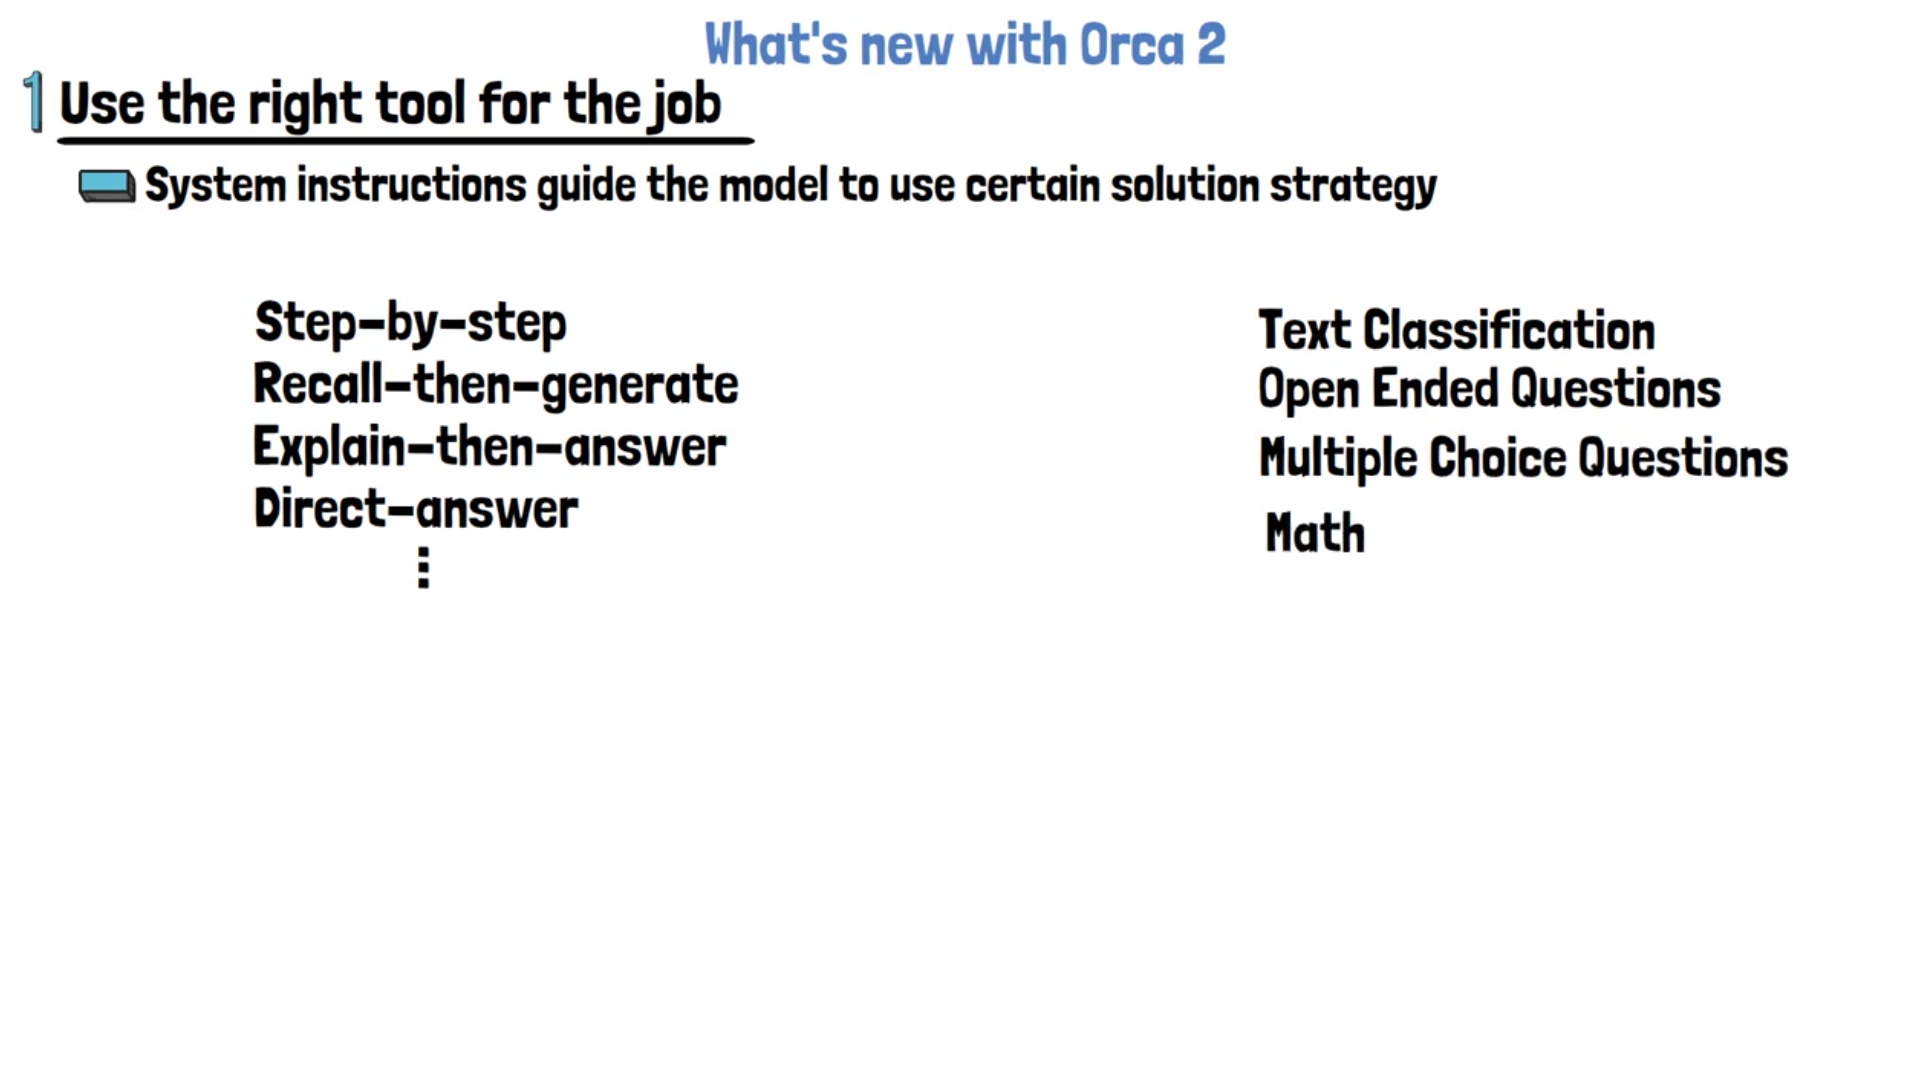 What's new with Orca 2
1 Use the right tool for the job
System instructions guide the model to use certain solution strategy
Step-by-step
Recall-then-generate
Explain-then-answer
Direct-answer
⋮
Text Classification
Open Ended Questions
Multiple Choice Questions
Math